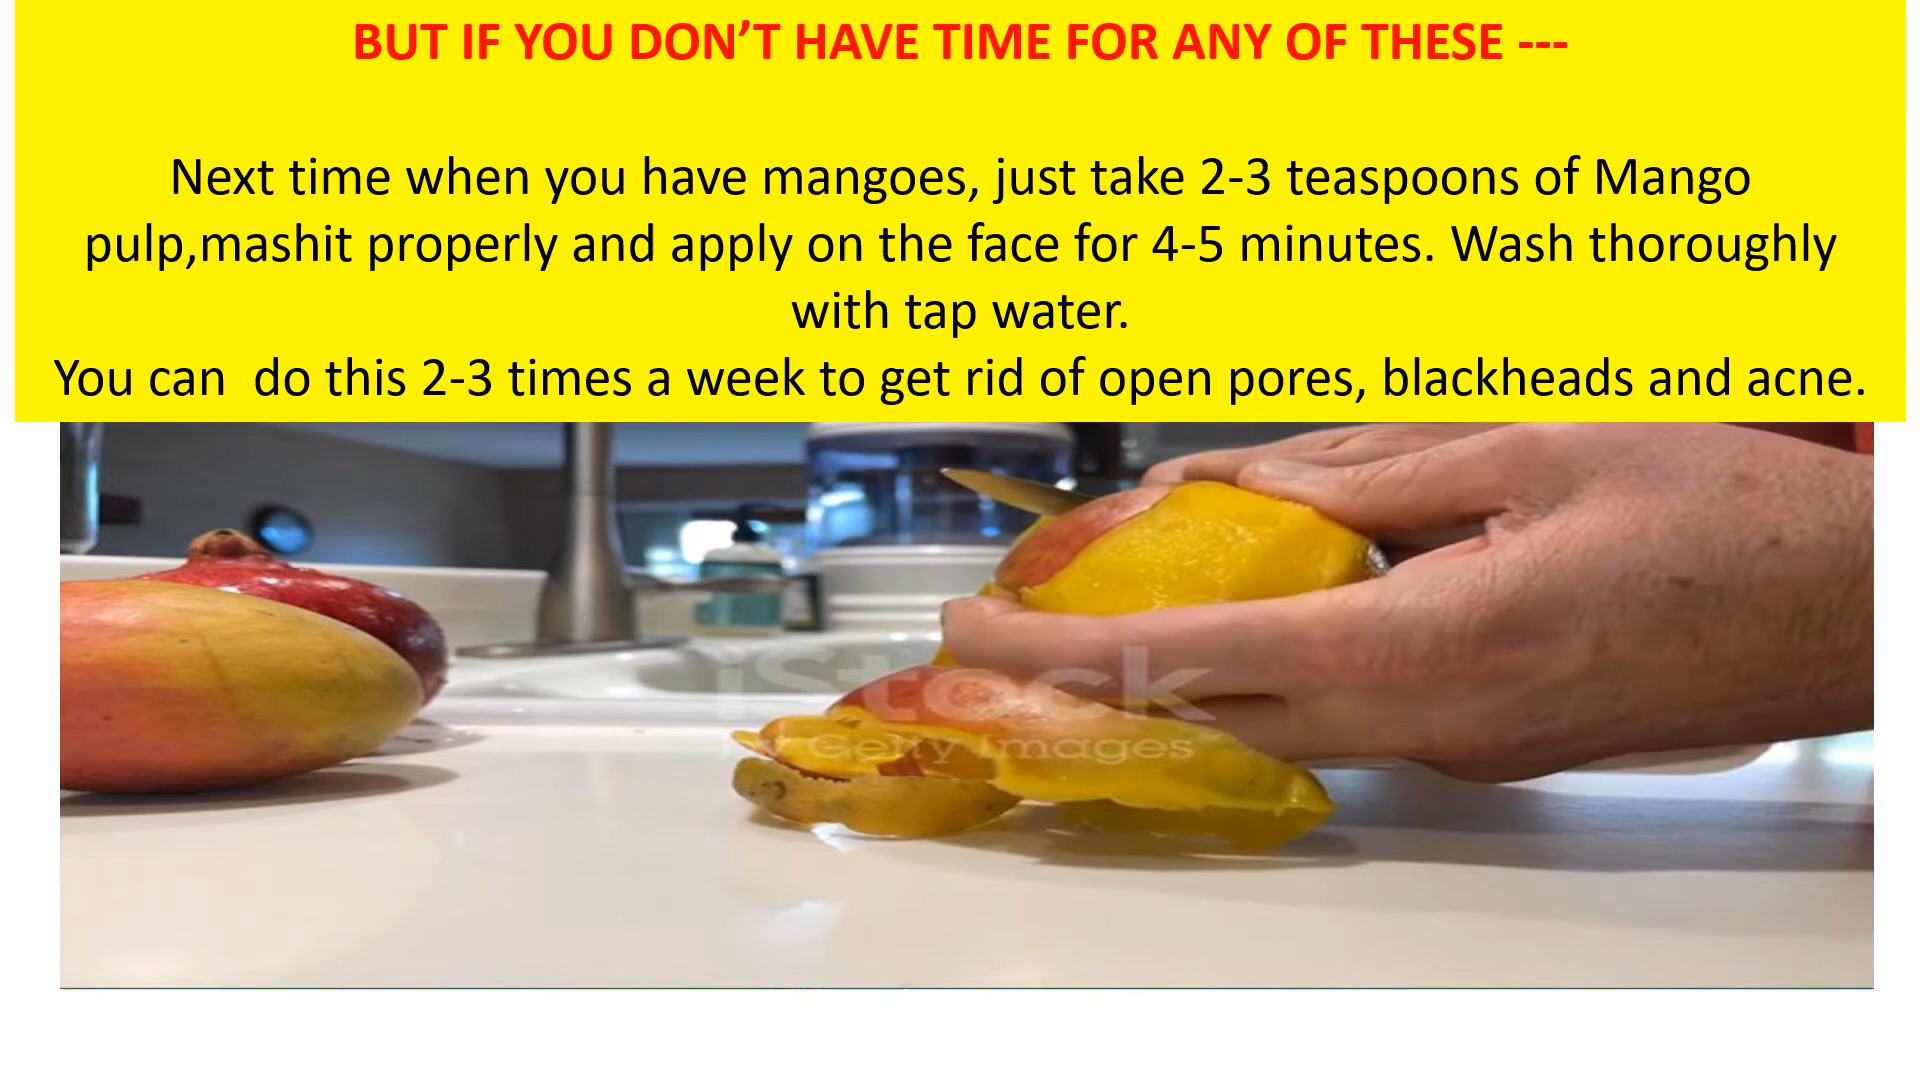 BUT IF YOU DON’T HAVE TIME FOR ANY OF THESE ---
Next time when you have mangoes, just take 2-3 teaspoons of Mango
pulp,mashit properly and apply on the face for 4-5 minutes. Wash thoroughly
with tap water.
You can  do this 2-3 times a week to get rid of open pores, blackheads and acne.
iStock
by Getty Images